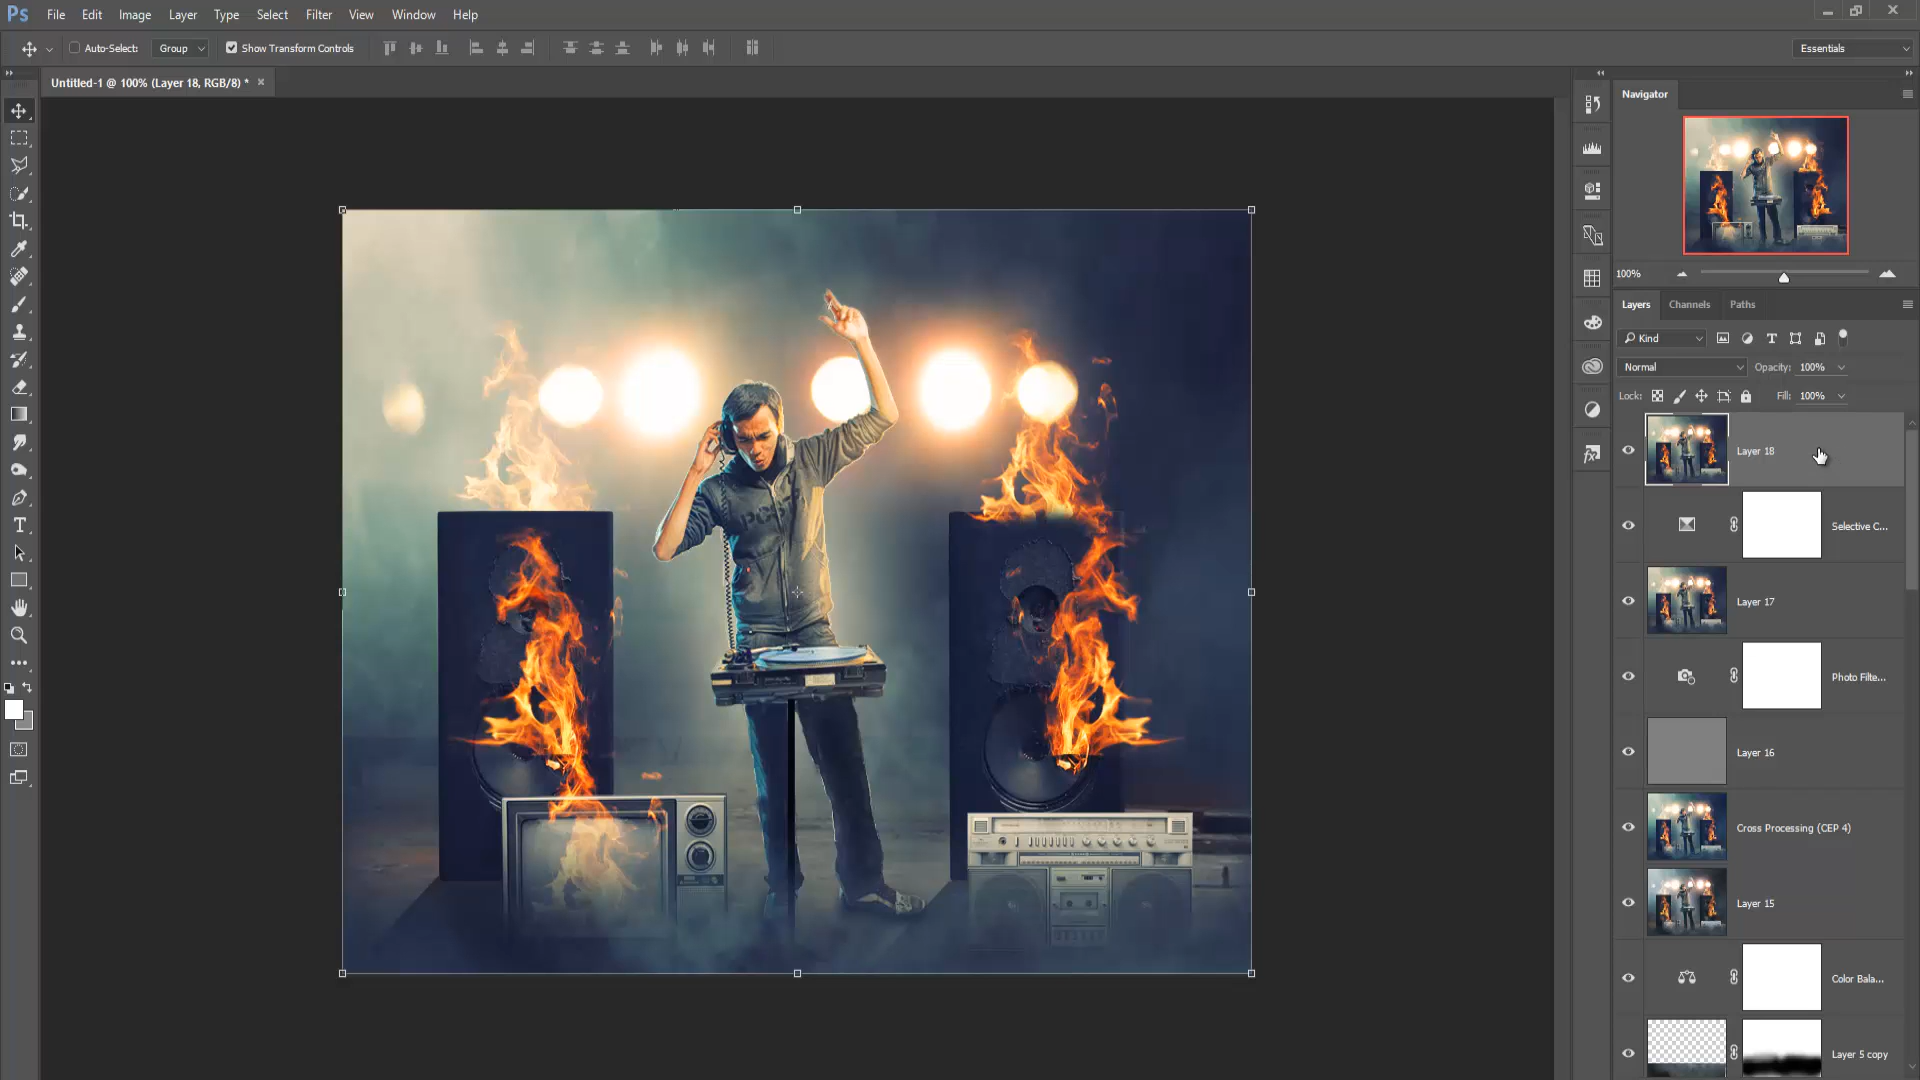 Ps File Edit Image Layer Type Select Filter 3D View Window Help
Auto-Select: Group Show Transform Controls Essentials
Untitled-1 @ 100% (Layer 18, RGB/8) * ×
Navigator
100%
Layers Channels Paths
Kind
Normal Opacity: 100%
Lock: Fill: 100%
Layer 18
Selective C...
Layer 17
Photo Filte...
Layer 16
Cross Processing (CEP 4)
Layer 15
Color Bala...
Layer 5 copy